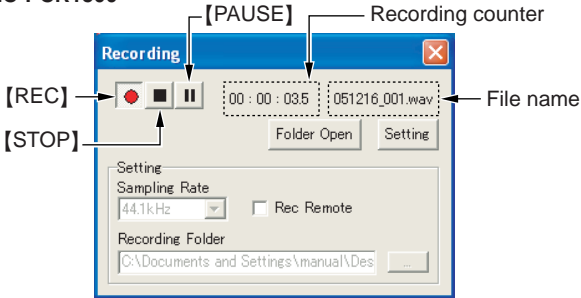 【PAUSE】
Recording counter
Recording
【REC】
00 : 00 : 03.5
051216_001.wav
File name
【STOP】
Folder Open
Setting
Setting
Sampling Rate
44.1kHz
Rec Remote
Recording Folder
C:\Documents and Settings\manual\Des
...